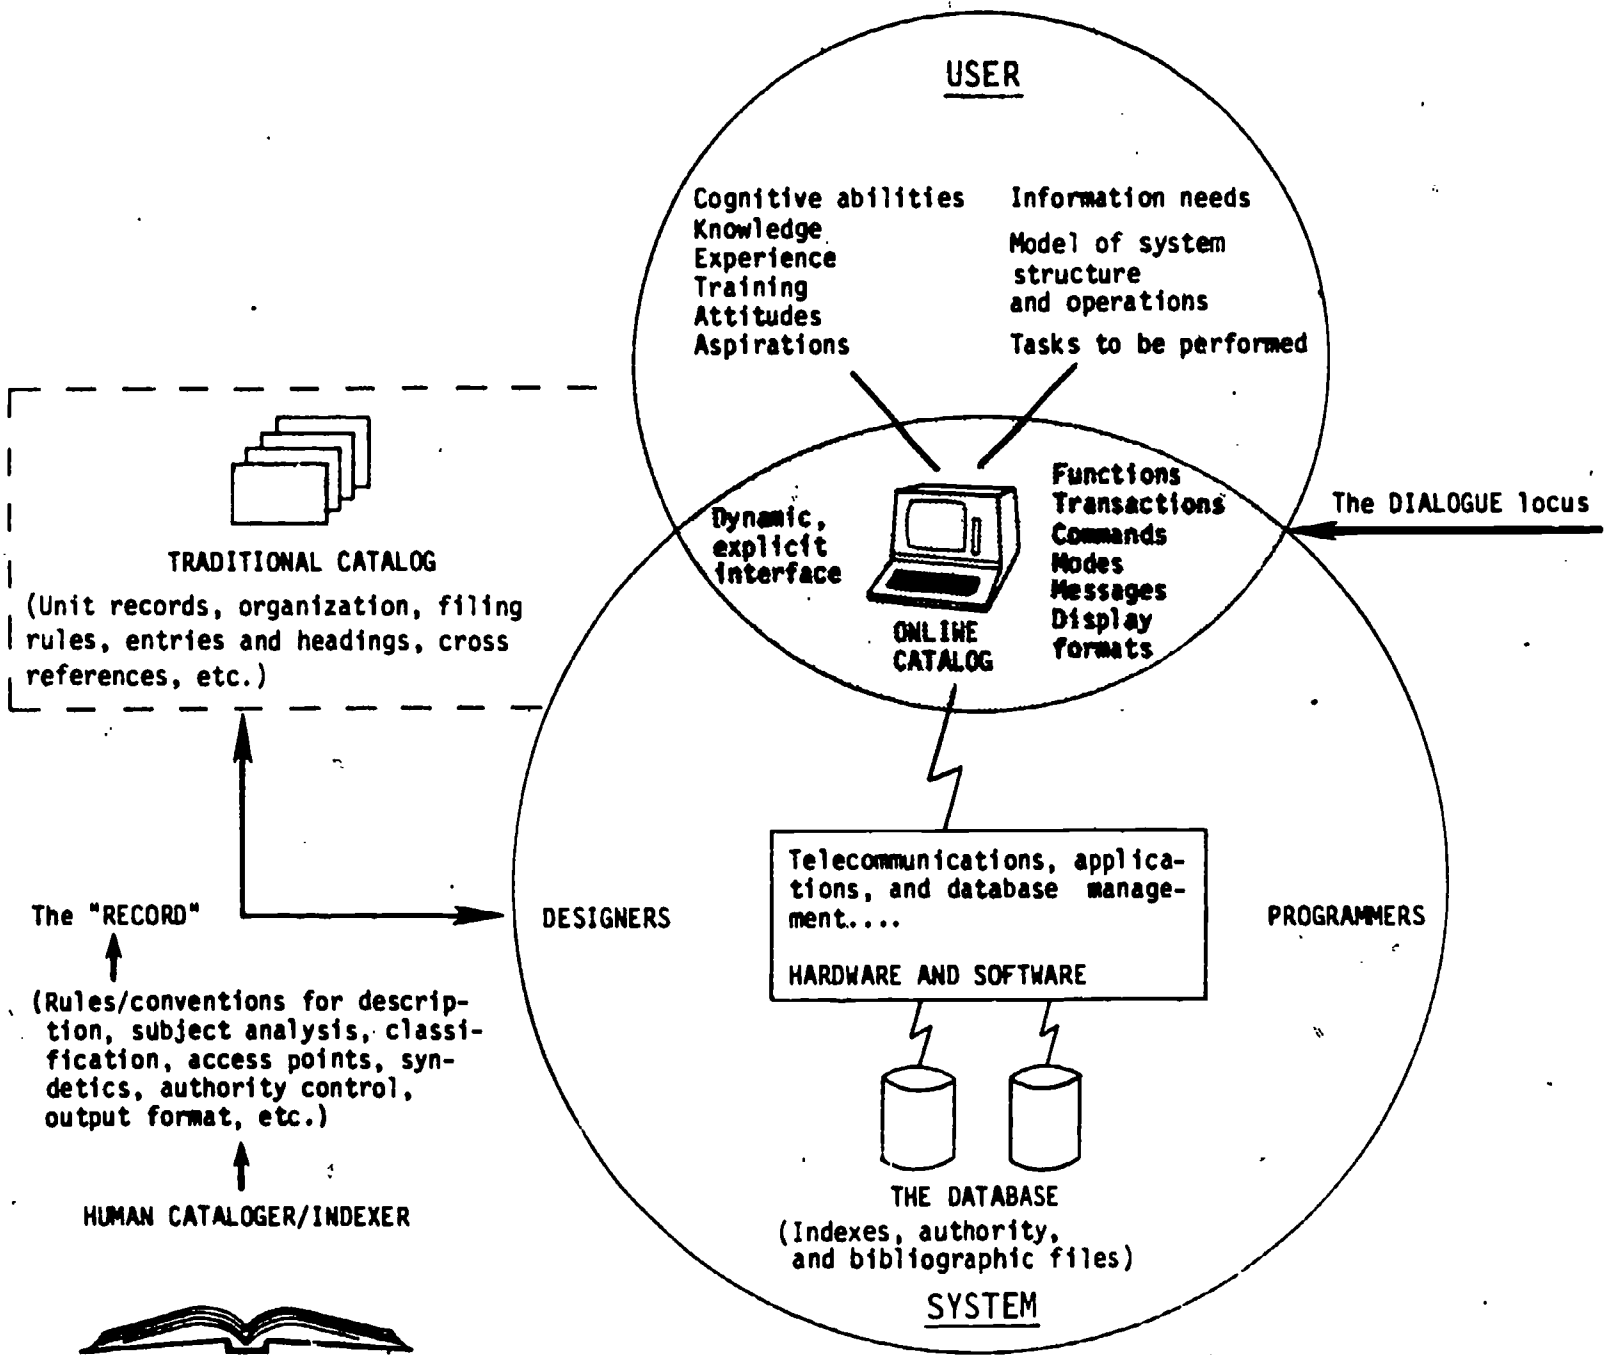 USER
Cognitive abilities
Knowledge
Experience
Training
Attitudes
Aspirations
Information needs
Model of system
structure
and operations
Tasks to be performed
TRADITIONAL CATALOG
(Unit records, organization, filing
rules, entries and headings, cross
references, etc.)
Dynamic,
explicit
interface
ONLINE
CATALOG
Functions
Transactions
Commands
Modes
Messages
Display
formats
The DIALOGUE locus
Telecommunications, applica-
tions, and database manage-
ment....
HARDWARE AND SOFTWARE
DESIGNERS
PROGRAMMERS
The "RECORD"
(Rules/conventions for descrip-
tion, subject analysis, classi-
fication, access points, syn-
detics, authority control,
output format, etc.)
HUMAN CATALOGER/INDEXER
THE DATABASE
(Indexes, authority,
and bibliographic files)
SYSTEM